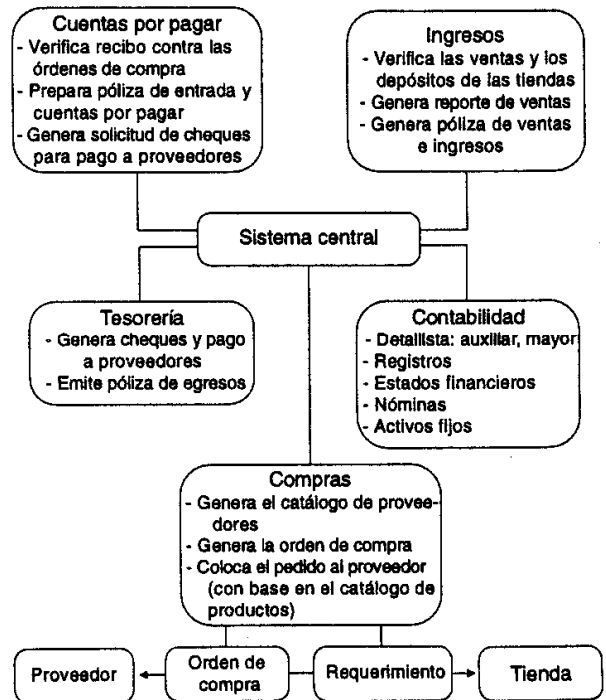 Cuentas por pagar
- Verifica recibo contra las
órdenes de compra
- Prepara póliza de entrada y
cuentas por pagar
- Genera solicitud de cheques
para pago a proveedores
Ingresos
- Verifica las ventas y los
depósitos de las tiendas
- Genera reporte de ventas
- Genera póliza de ventas
e ingresos
Sistema central
Tesorería
- Genera cheques y pago
a proveedores
- Emite póliza de egresos
Contabilidad
- Detallista: auxiliar, mayor
- Registros
- Estados financieros
- Nóminas
- Activos fijos
Compras
- Genera el catálogo de provee-
dores
- Genera la orden de compra
- Coloca el pedido al proveedor
(con base en el catálogo de
productos)
Proveedor
Orden de
compra
Requerimiento
Tienda